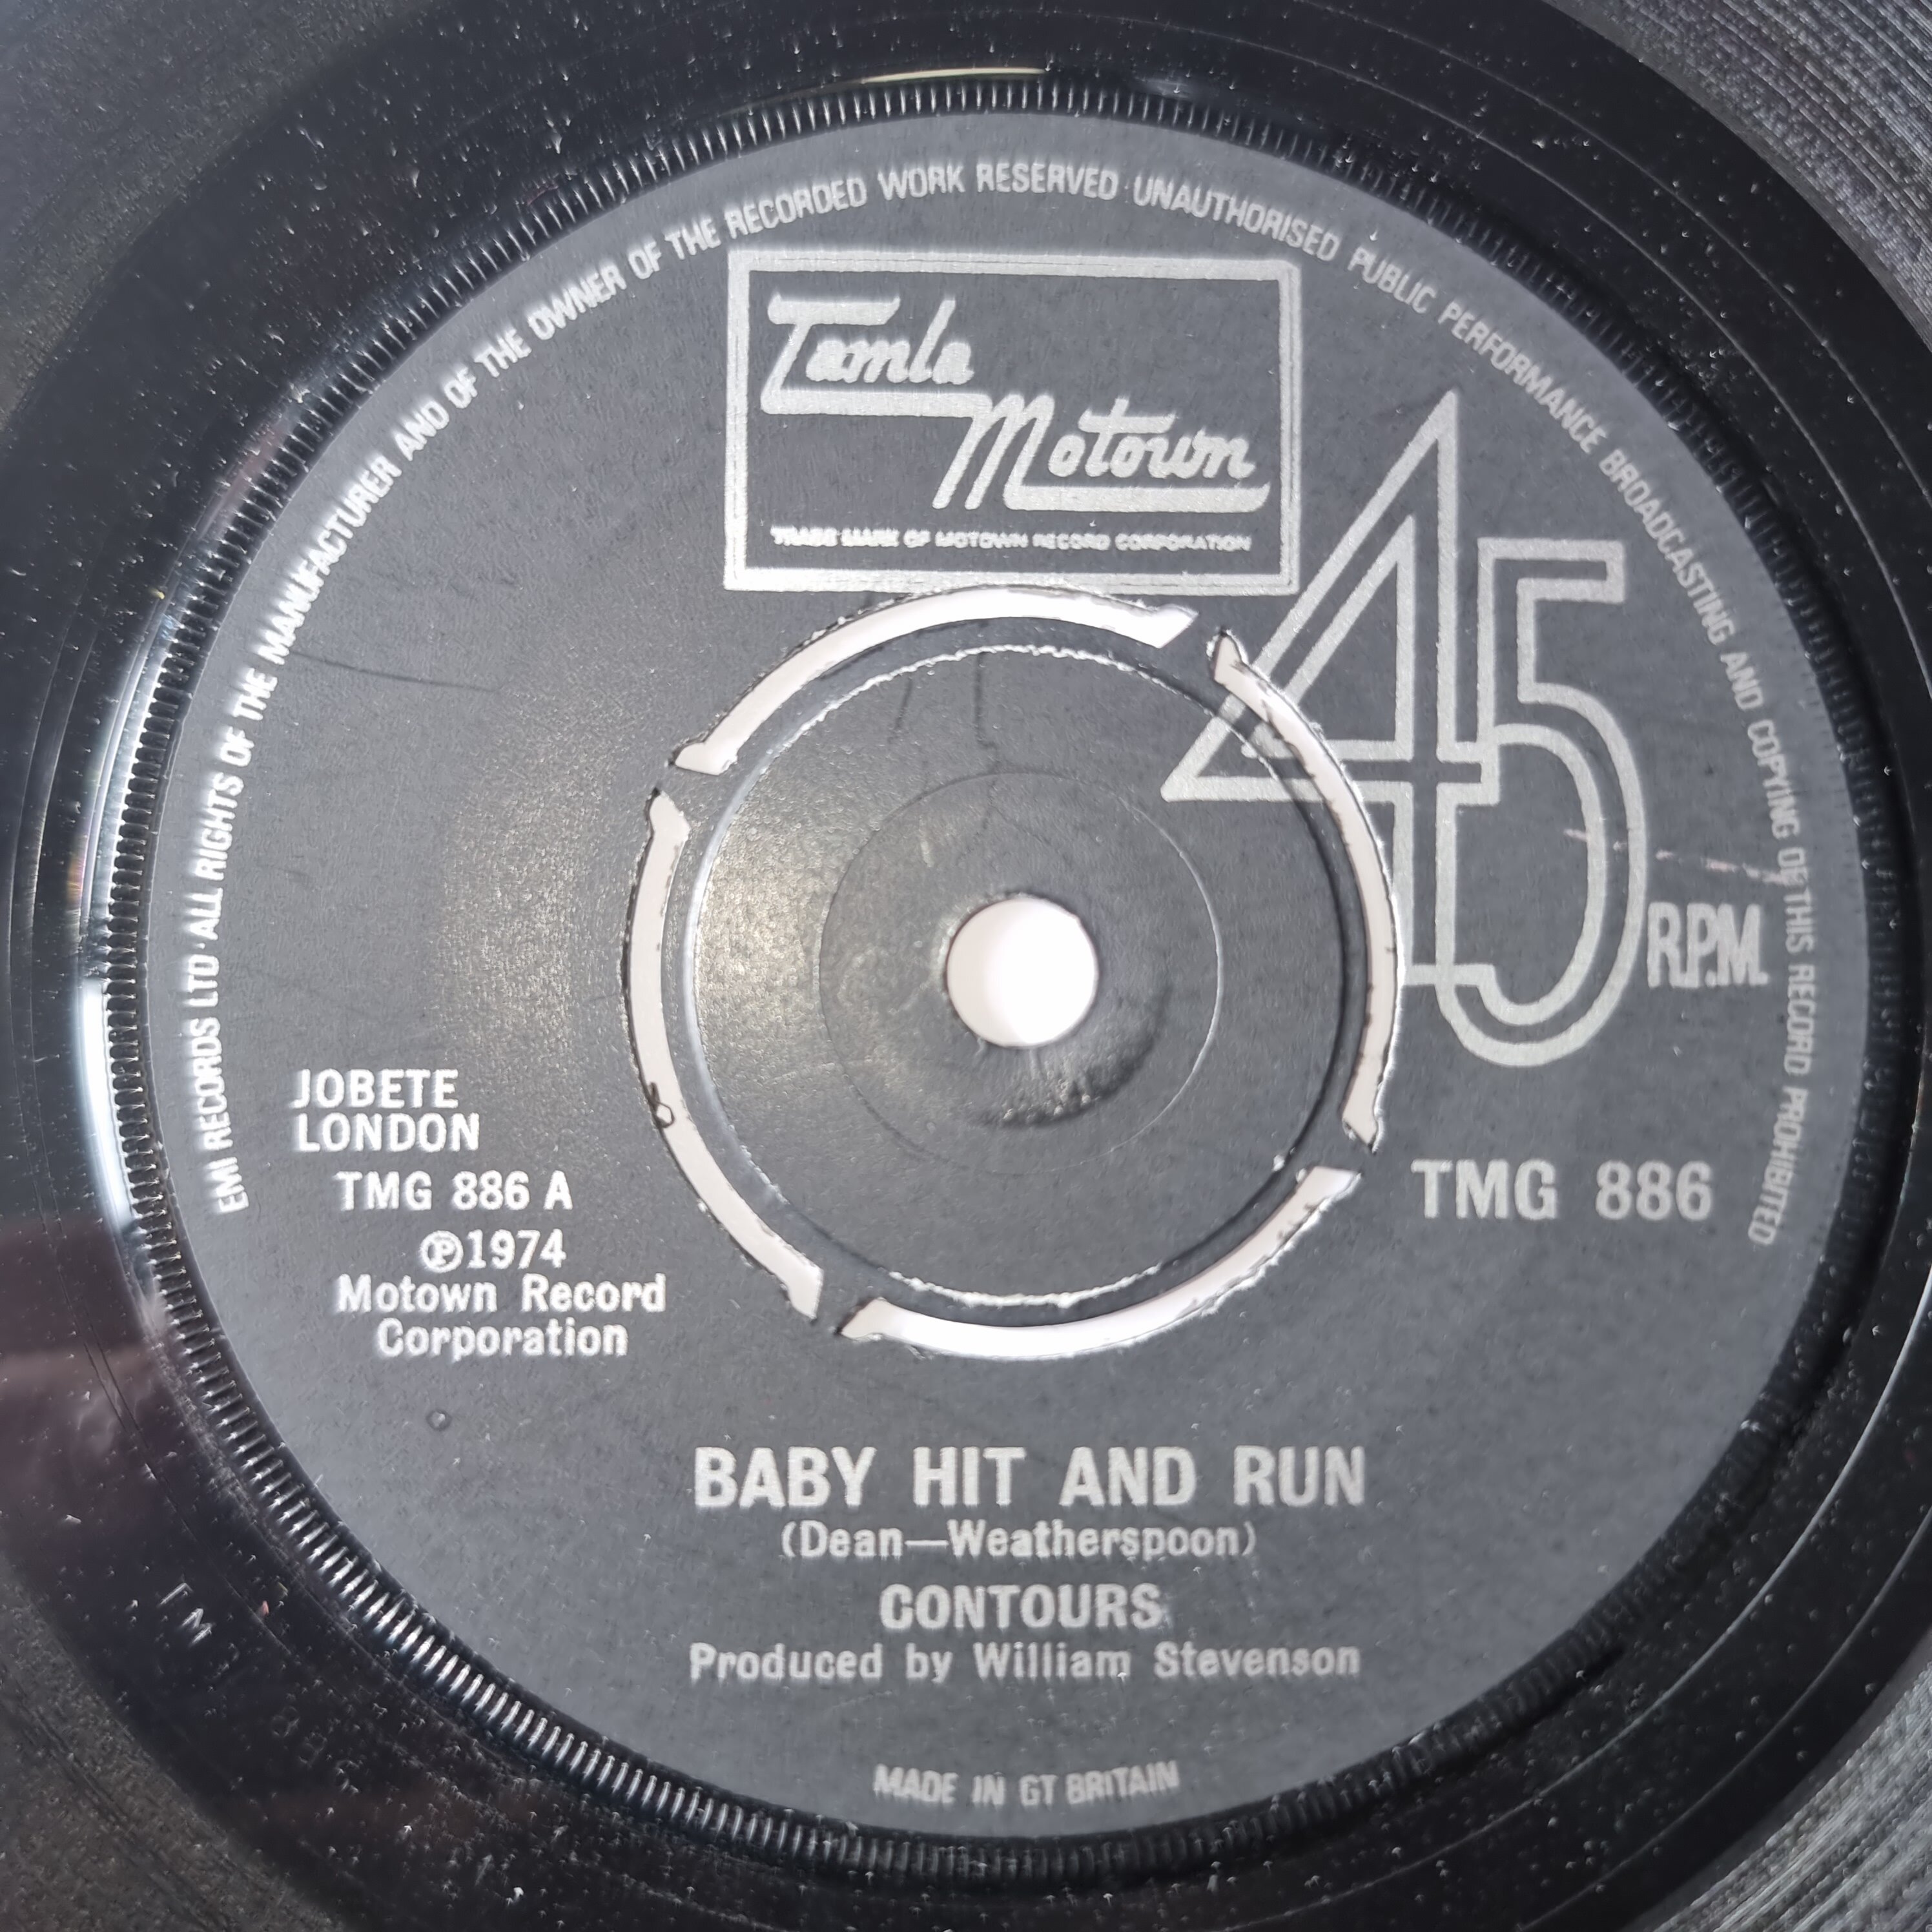 EMI RECORDS LTD · ALL RIGHTS OF THE MANUFACTURER AND OF THE OWNER OF THE RECORDED WORK RESERVED · UNAUTHORISED PUBLIC PERFORMANCE BROADCASTING AND COPYING OF THIS RECORD PROHIBITED
Tamla
Motown
TRADE MARK OF MOTOWN RECORD CORPORATION
45
R.P.M.
JOBETE
LONDON
TMG 886 A
℗1974
Motown Record
Corporation
TMG 886
BABY HIT AND RUN
(Dean—Weatherspoon)
CONTOURS
Produced by William Stevenson
MADE IN GT BRITAIN
TM